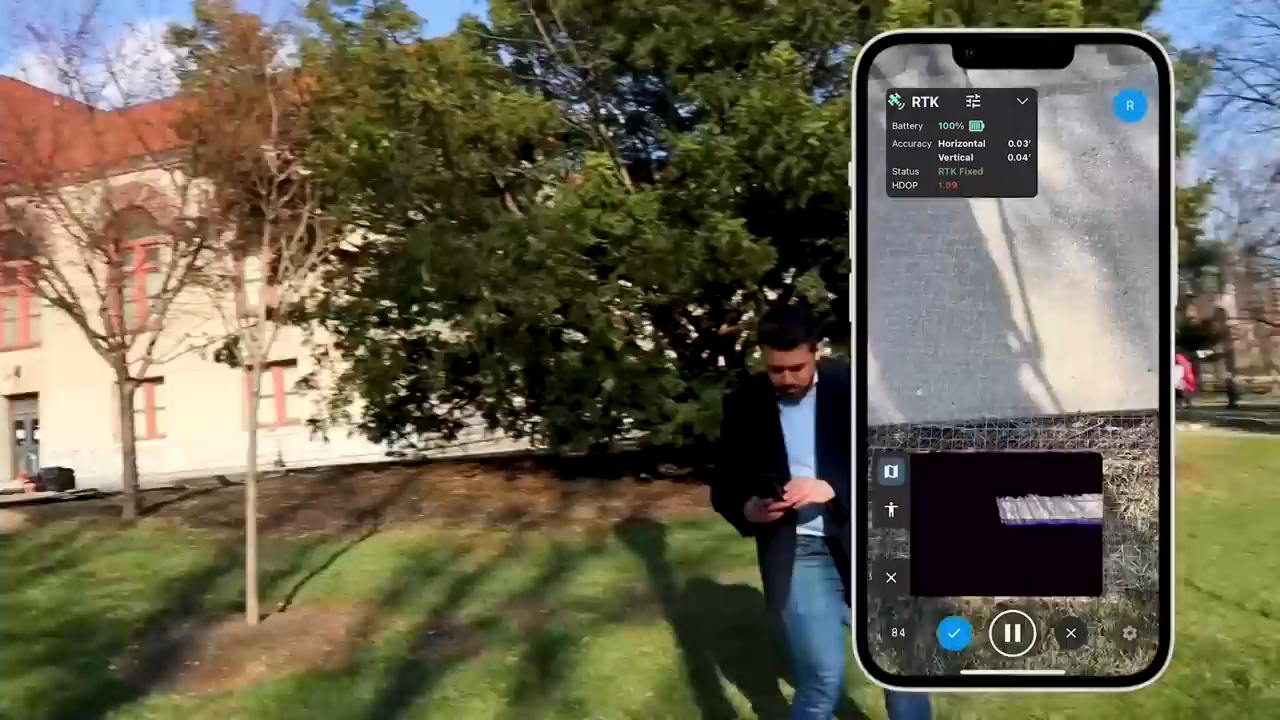 RTK
R
Battery 100%
Accuracy Horizontal 0.03'
Vertical 0.04'
Status RTK Fixed
HDOP 1.09
84